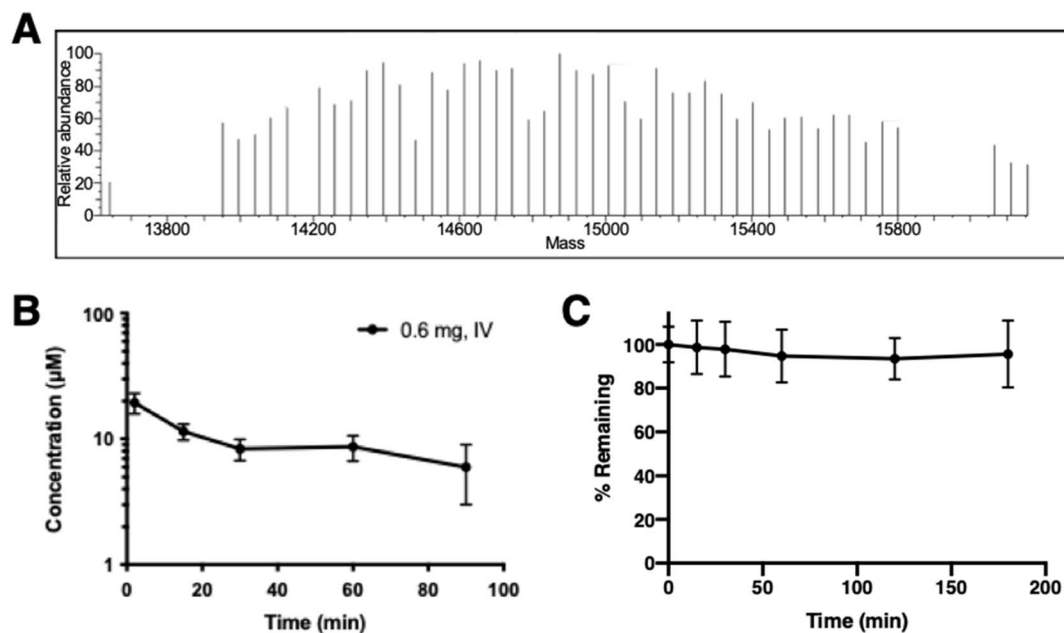 A
Relative abundance
100
80
60
40
20
0
13800 14200 14600 15000 15400 15800
Mass
B
Concentration (µM)
100
10
1
0.6 mg, IV
0 20 40 60 80 100
Time (min)
C
% Remaining
100
80
60
40
20
0
0 50 100 150 200
Time (min)